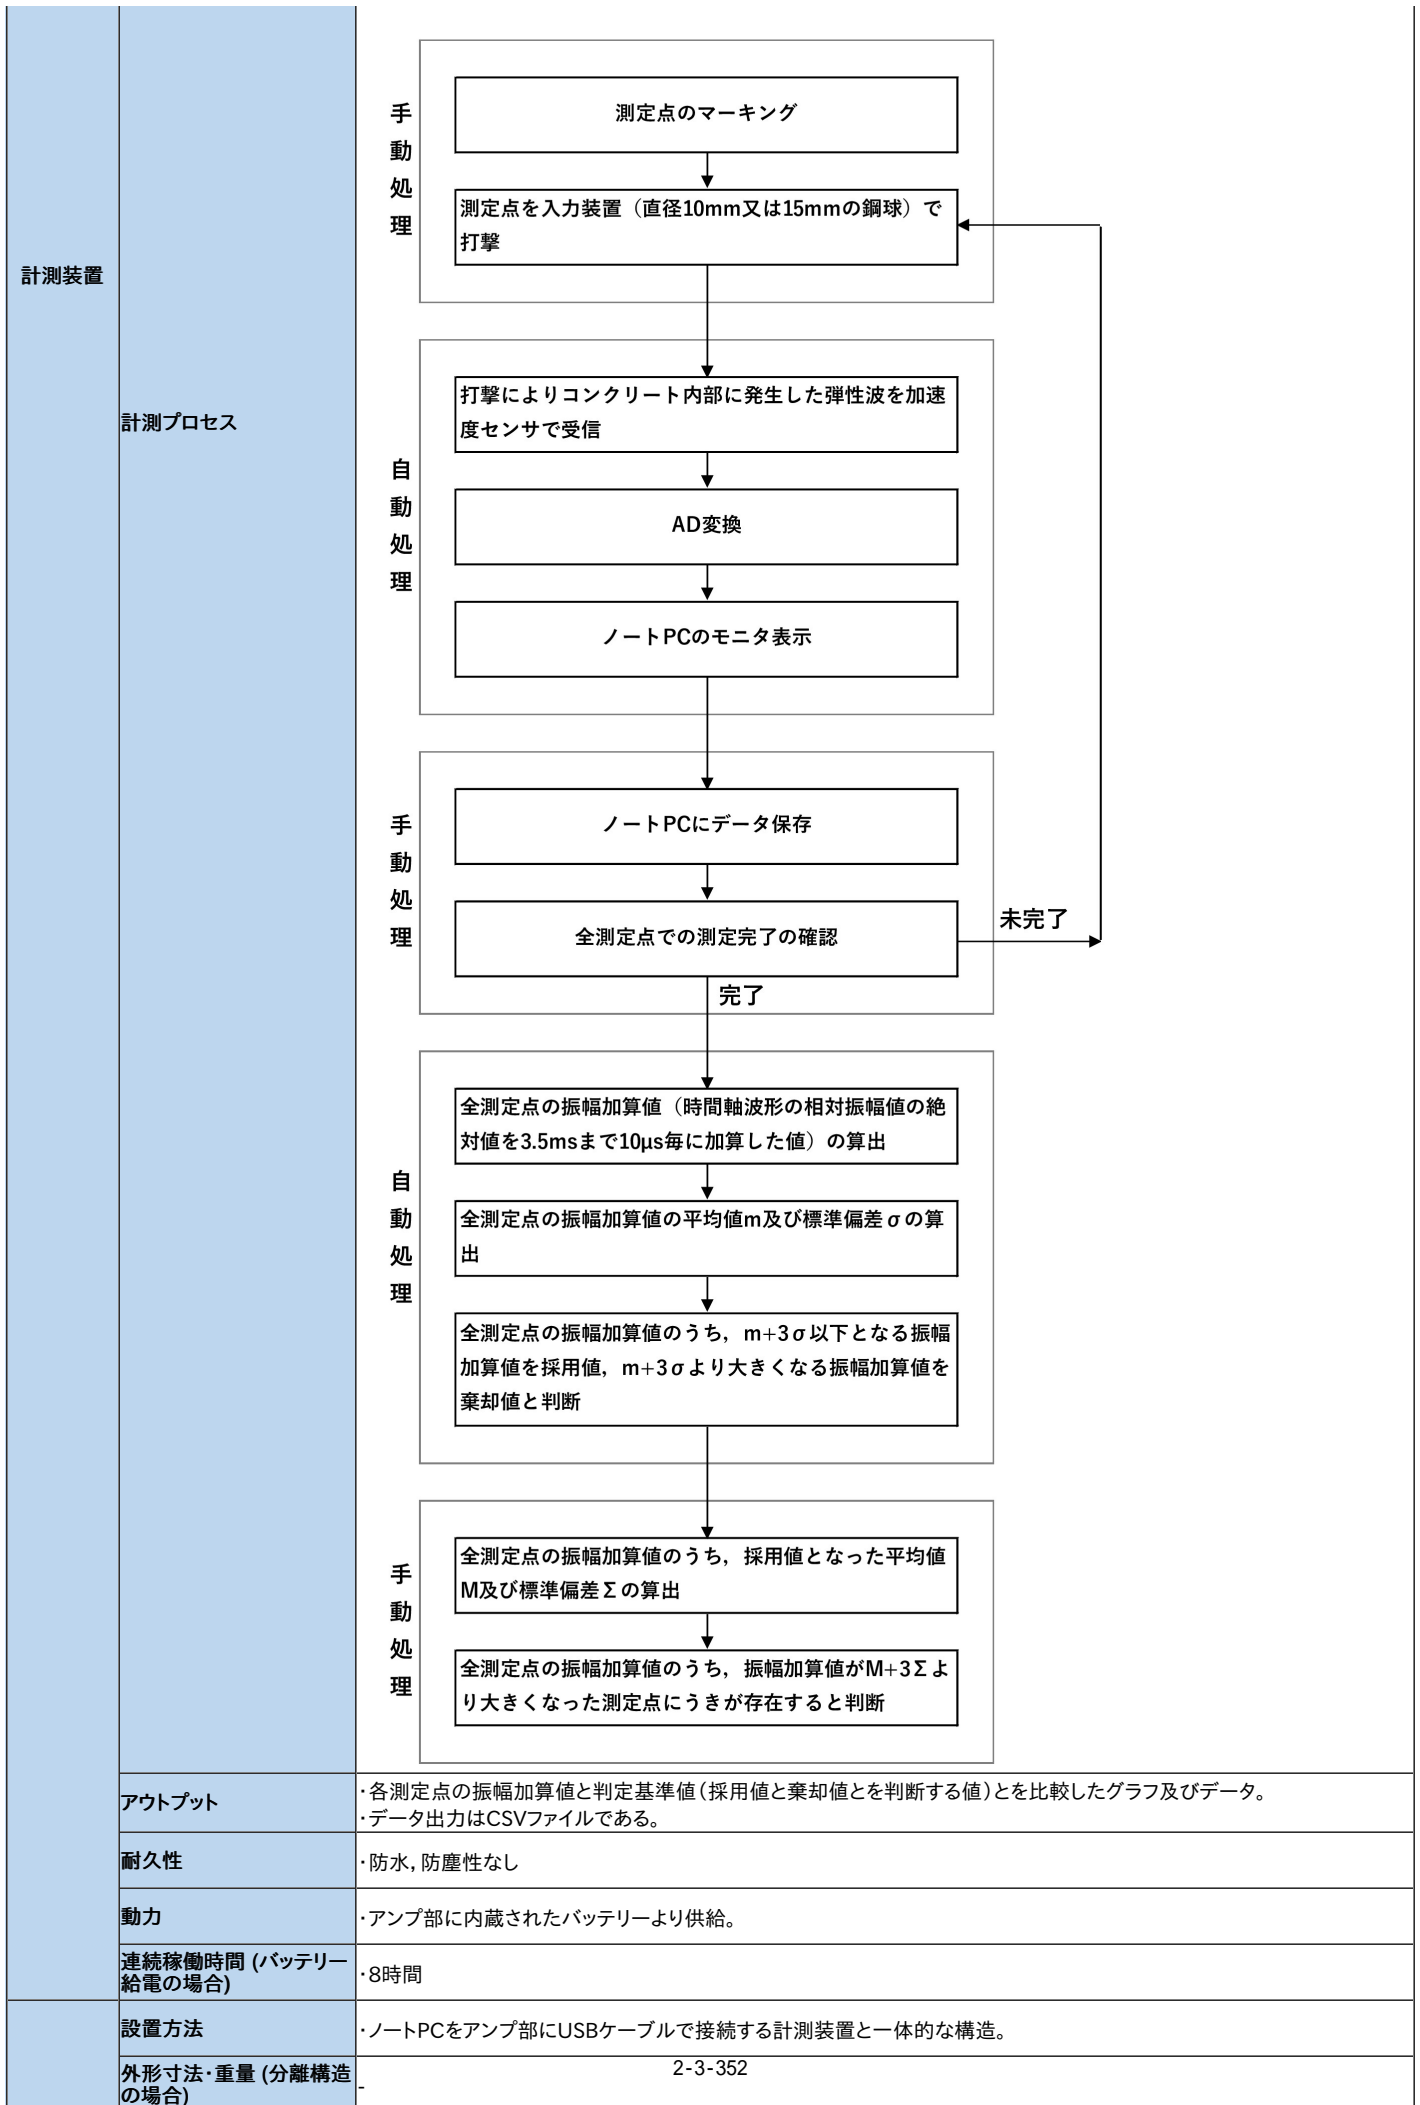 計測装置
計測プロセス
手動処理
測定点のマーキング
測定点を入力装置（直径10mm又は15mmの鋼球）で
打撃
自動処理
打撃によりコンクリート内部に発生した弾性波を加速
度センサで受信
AD変換
ノートPCのモニタ表示
手動処理
ノートPCにデータ保存
全測定点での測定完了の確認
未完了
完了
自動処理
全測定点の振幅加算値（時間軸波形の相対振幅値の絶
対値を3.5msまで10μs毎に加算した値）の算出
全測定点の振幅加算値の平均値m及び標準偏差σの算
出
全測定点の振幅加算値のうち，m+3σ以下となる振幅
加算値を採用値，m+3σより大きくなる振幅加算値を
棄却値と判断
手動処理
全測定点の振幅加算値のうち，採用値となった平均値
M及び標準偏差Σの算出
全測定点の振幅加算値のうち，振幅加算値がM+3Σよ
り大きくなった測定点にうきが存在すると判断
アウトプット
・各測定点の振幅加算値と判定基準値（採用値と棄却値とを判断する値）とを比較したグラフ及びデータ。
・データ出力はCSVファイルである。
耐久性
・防水，防塵性なし
動力
・アンプ部に内蔵されたバッテリーより供給。
連続稼働時間 (バッテリー
給電の場合)
・8時間
設置方法
・ノートPCをアンプ部にUSBケーブルで接続する計測装置と一体的な構造。
外形寸法・重量 (分離構造
の場合)
-
2-3-352